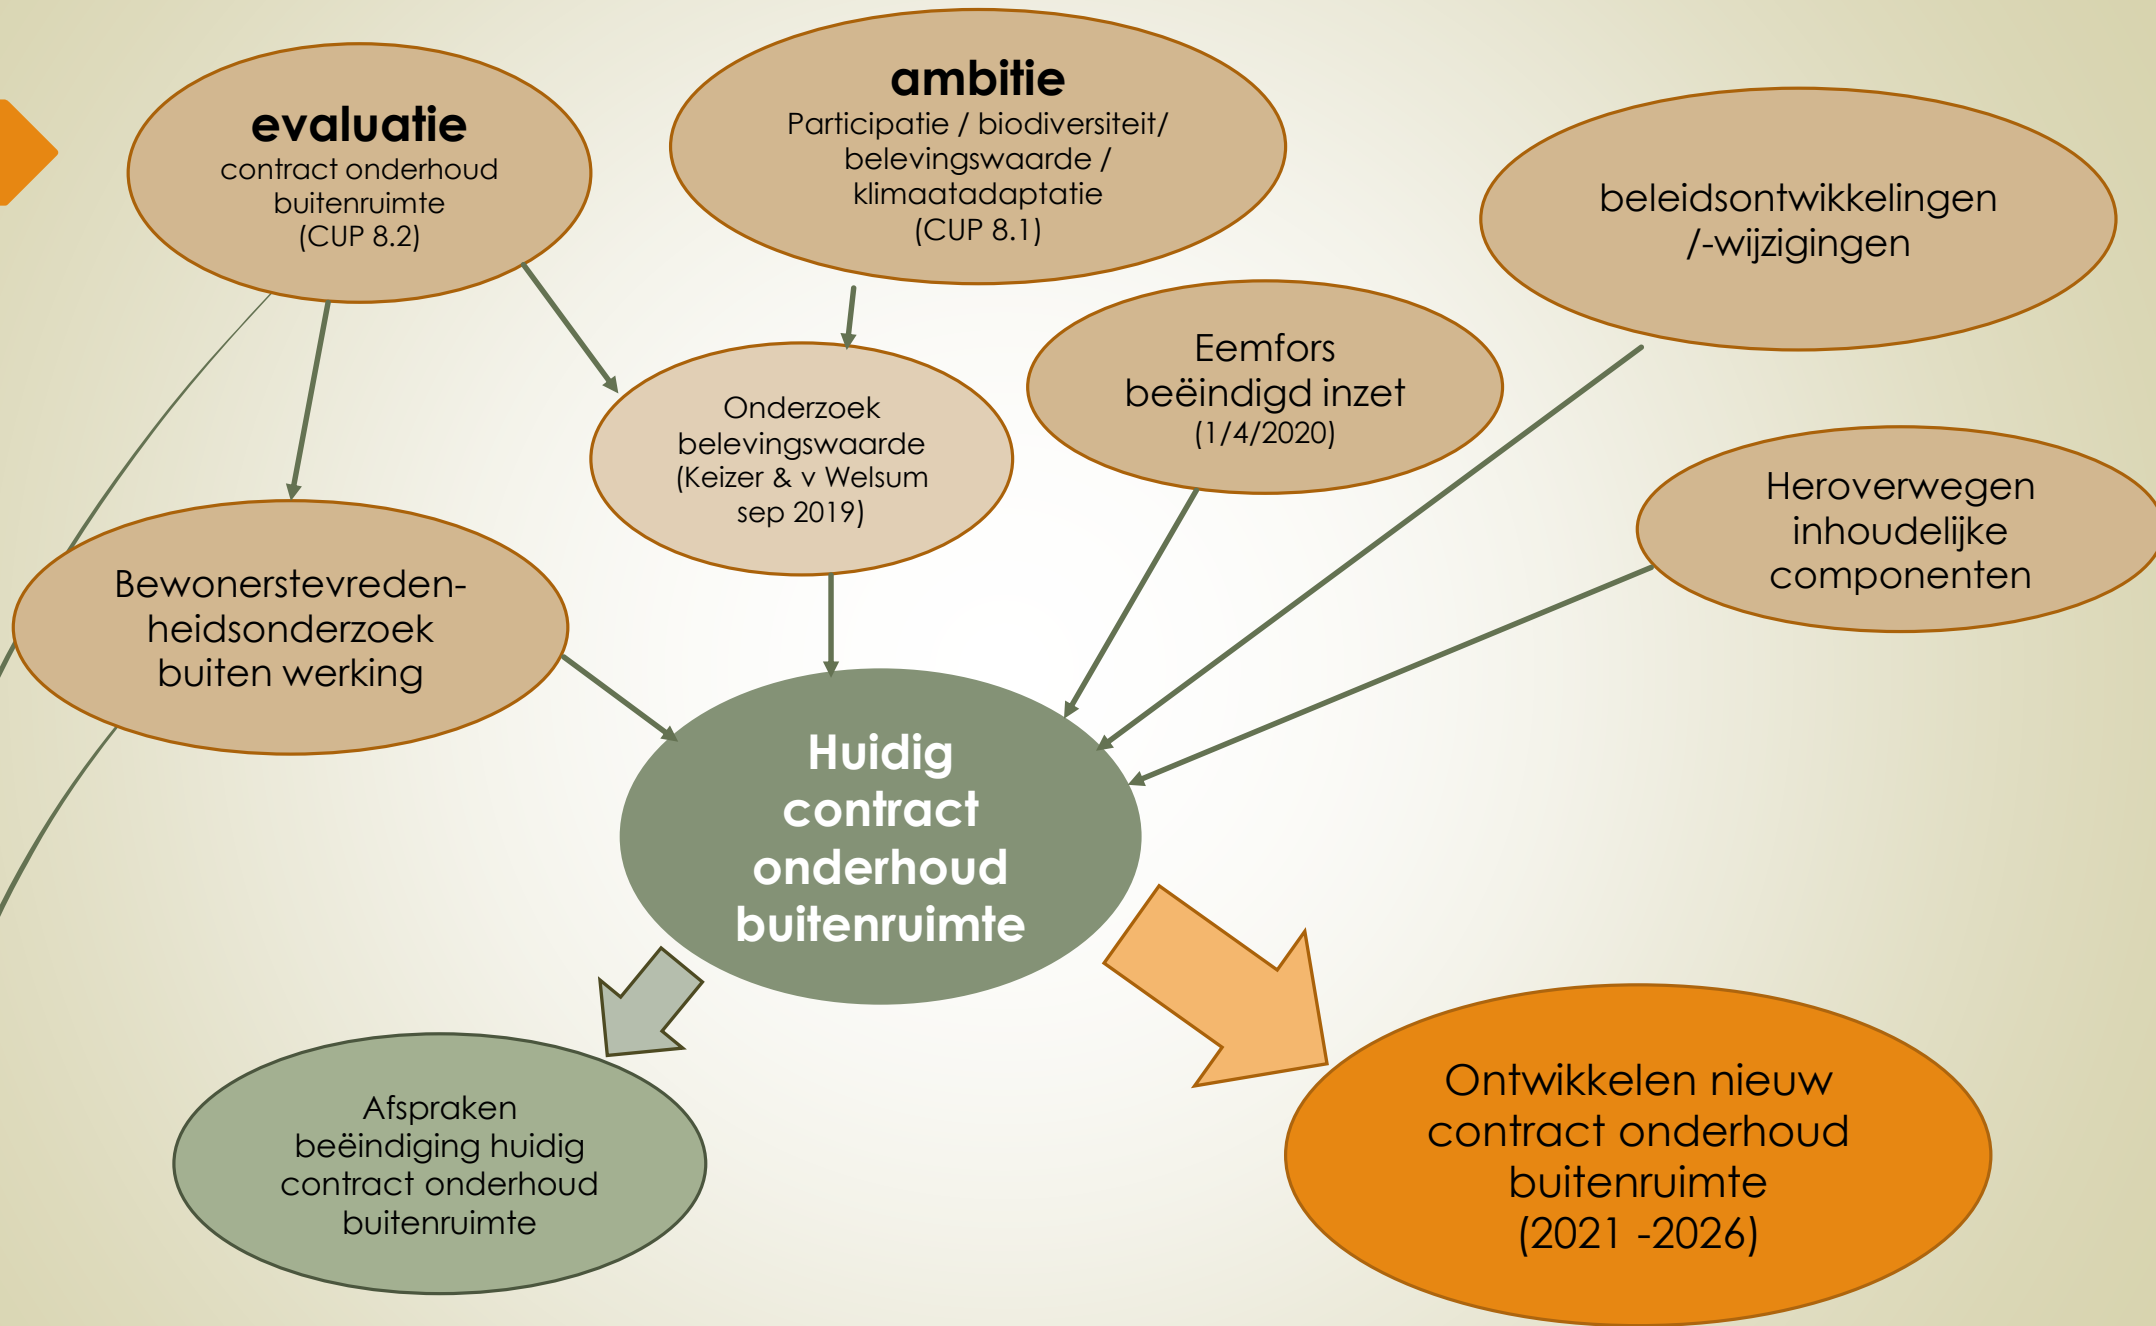 evaluatie
contract onderhoud
buitenruimte
(CUP 8.2)
ambitie
Participatie / biodiversiteit/
belevingswaarde /
klimaatadaptatie
(CUP 8.1)
beleidsontwikkelingen
/-wijzigingen
Eemfors
beëindigd inzet
(1/4/2020)
Onderzoek
belevingswaarde
(Keizer & v Welsum
sep 2019)
Heroverwegen
inhoudelijke
componenten
Bewonerstevreden-
heidsonderzoek
buiten werking
Huidig
contract
onderhoud
buitenruimte
Afspraken
beëindiging huidig
contract onderhoud
buitenruimte
Ontwikkelen nieuw
contract onderhoud
buitenruimte
(2021 -2026)